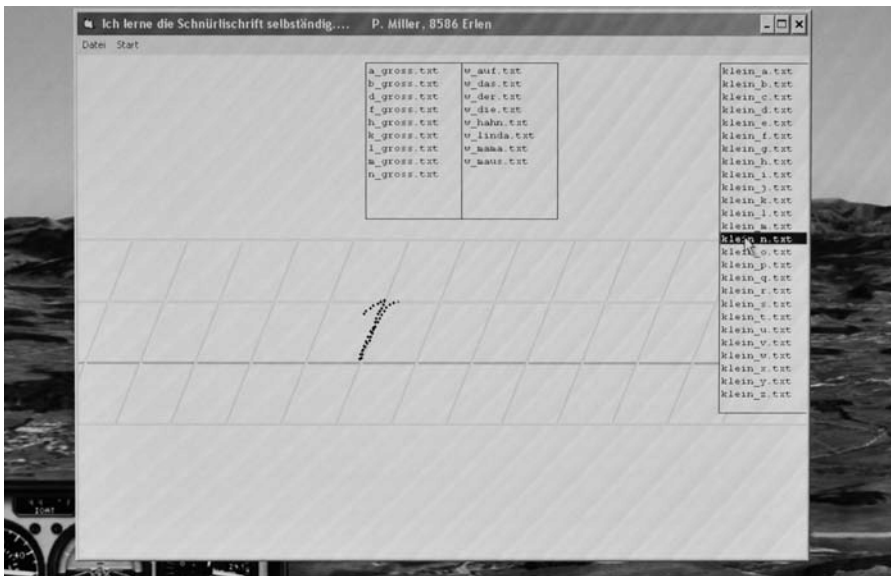 Ich lerne die Schnürlischrift selbständig.... P. Miller, 8586 Erlen
Datei Start
a_gross.txt
b_gross.txt
d_gross.txt
f_gross.txt
h_gross.txt
k_gross.txt
l_gross.txt
m_gross.txt
n_gross.txt
w_auf.txt
w_das.txt
w_der.txt
w_die.txt
w_hahn.txt
w_linda.txt
w_mama.txt
w_maus.txt
klein_a.txt
klein_b.txt
klein_c.txt
klein_d.txt
klein_e.txt
klein_f.txt
klein_g.txt
klein_h.txt
klein_i.txt
klein_j.txt
klein_k.txt
klein_l.txt
klein_m.txt
klein_n.txt
klein_o.txt
klein_p.txt
klein_q.txt
klein_r.txt
klein_s.txt
klein_t.txt
klein_u.txt
klein_v.txt
klein_w.txt
klein_x.txt
klein_y.txt
klein_z.txt